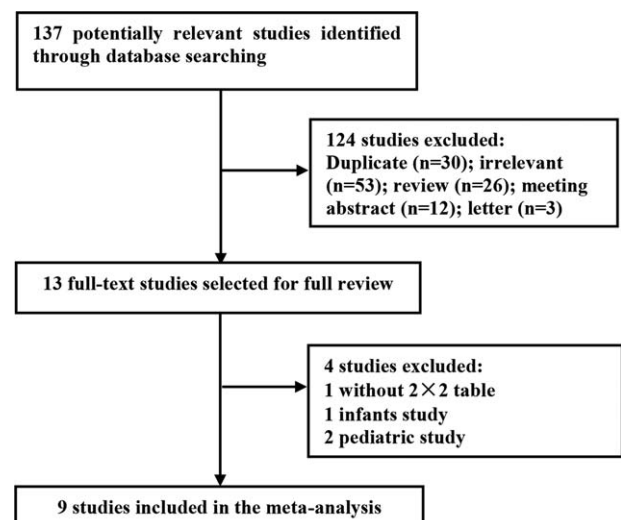 137 potentially relevant studies identified
through database searching
124 studies excluded:
Duplicate (n=30); irrelevant
(n=53); review (n=26); meeting
abstract (n=12); letter (n=3)
13 full-text studies selected for full review
4 studies excluded:
1 without 2×2 table
1 infants study
2 pediatric study
9 studies included in the meta-analysis